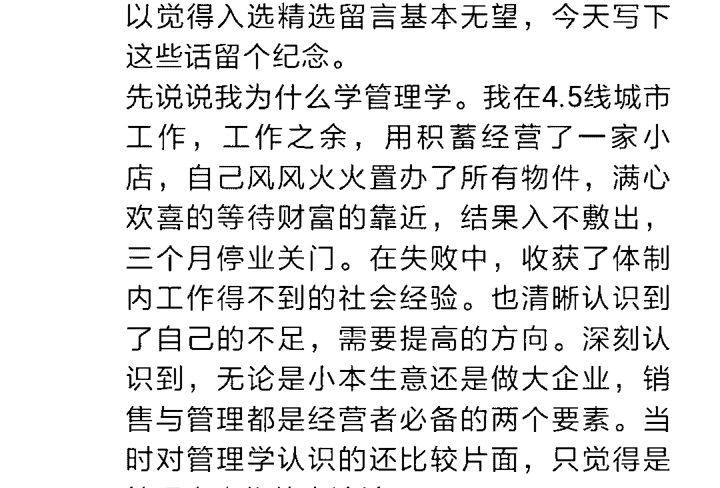 以觉得入选精选留言基本无望，今天写下
这些话留个纪念。
先说说我为什么学管理学。我在4.5线城市
工作，工作之余，用积蓄经营了一家小
店，自己风风火火置办了所有物件，满心
欢喜的等待财富的靠近，结果入不敷出，
三个月停业关门。在失败中，收获了体制
内工作得不到的社会经验。也清晰认识到
了自己的不足，需要提高的方向。深刻认
识到，无论是小本生意还是做大企业，销
售与管理都是经营者必备的两个要素。当
时对管理学认识的还比较片面，只觉得是